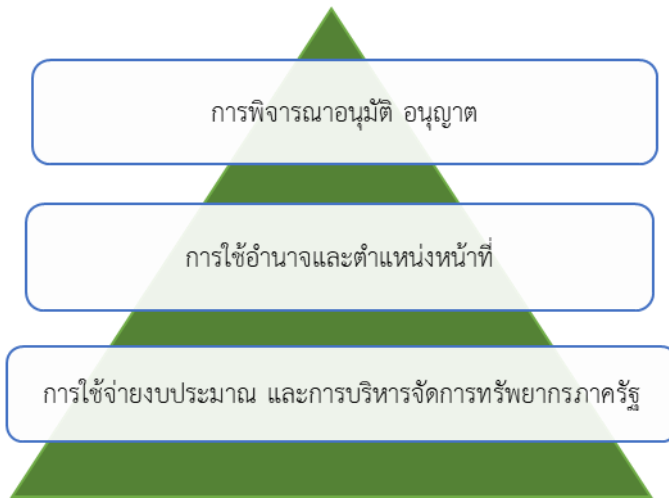 การพิจารณาอนุมัติ อนุญาต
การใช้อำนาจและตำแหน่งหน้าที่
การใช้จ่ายงบประมาณ และการบริหารจัดการทรัพยากรภาครัฐ